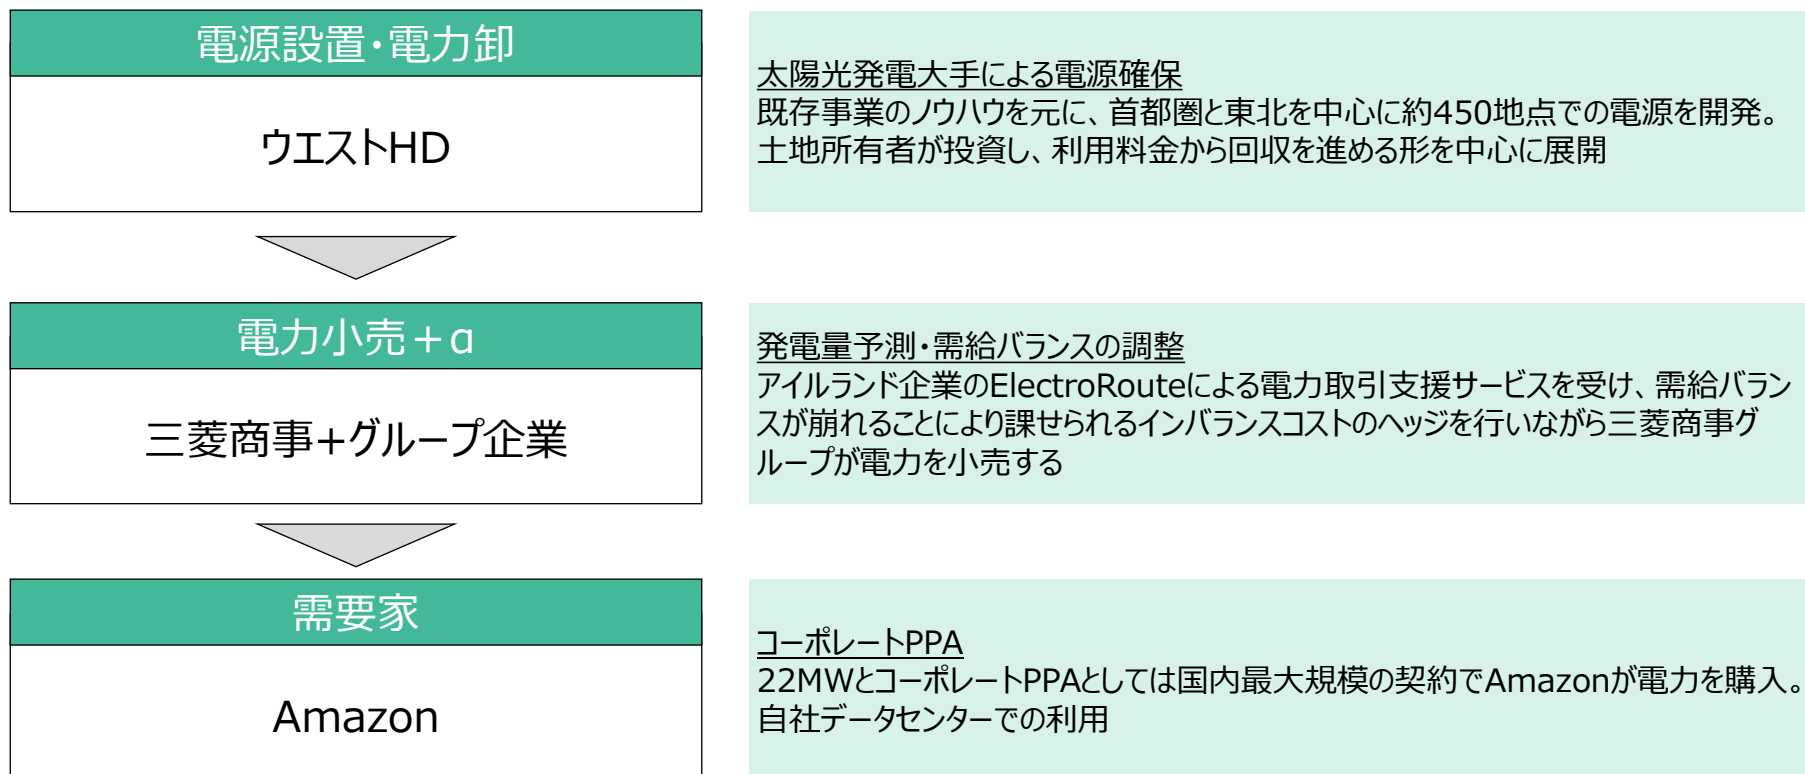 電源設置・電力卸
ウエストHD
太陽光発電大手による電源確保
既存事業のノウハウを元に、首都圏と東北を中心に約450地点での電源を開発。
土地所有者が投資し、利用料金から回収を進める形を中心に展開
電力小売+α
三菱商事+グループ企業
発電量予測・需給バランスの調整
アイルランド企業のElectroRouteによる電力取引支援サービスを受け、需給バラン
スが崩れることにより課せられるインバランスコストのヘッジを行いながら三菱商事グ
ループが電力を小売する
需要家
Amazon
コーポレートPPA
22MWとコーポレートPPAとしては国内最大規模の契約でAmazonが電力を購入。
自社データセンターでの利用